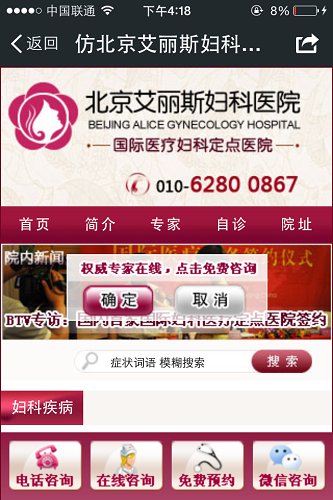 中国联通 下午4:18 8%
返回 仿北京艾丽斯妇科...
北京艾丽斯妇科医院
BEIJING ALICE GYNECOLOGY HOSPITAL
国际医疗妇科定点医院
010-6280 0867
首页 简介 专家 自诊 院址
院内新闻
权威专家在线，点击免费咨询
确定 取消
BTV专访：国内首家国际妇科医疗定点医院签约
症状词语 模糊搜索 搜索
妇科疾病
电话咨询 在线咨询 免费预约 微信咨询